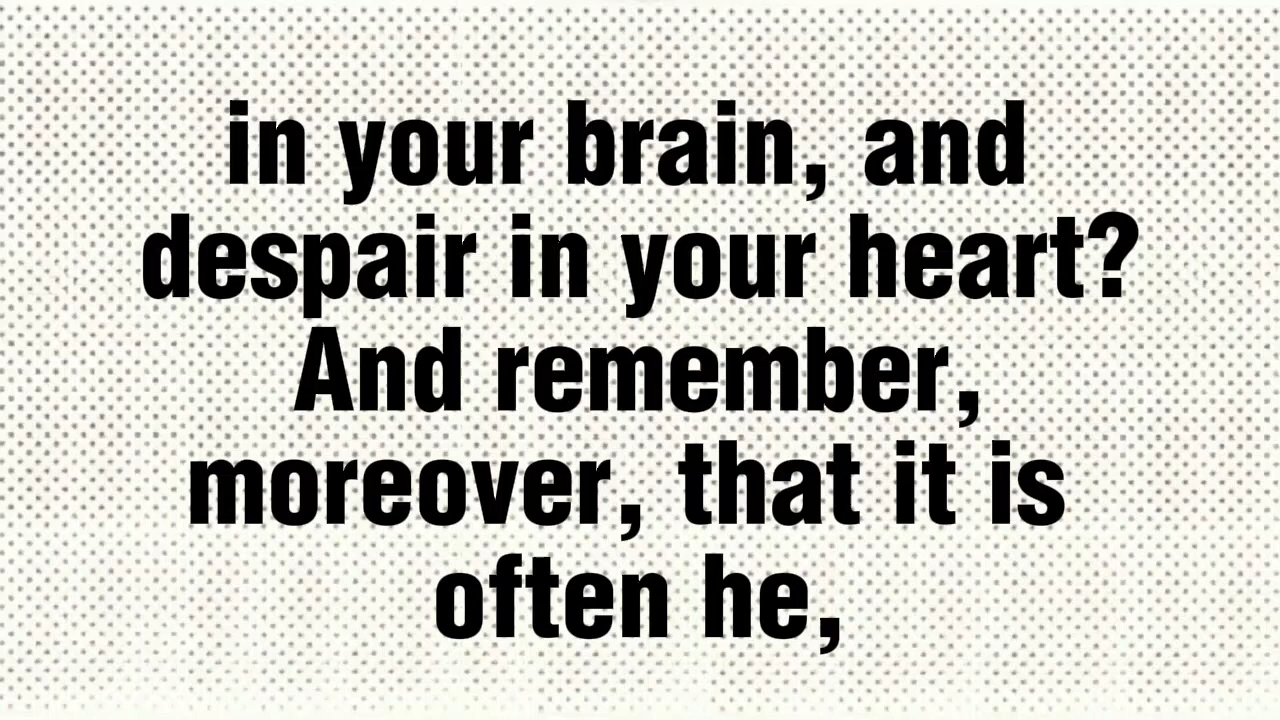 in your brain, and
despair in your heart?
And remember,
moreover, that it is
often he,